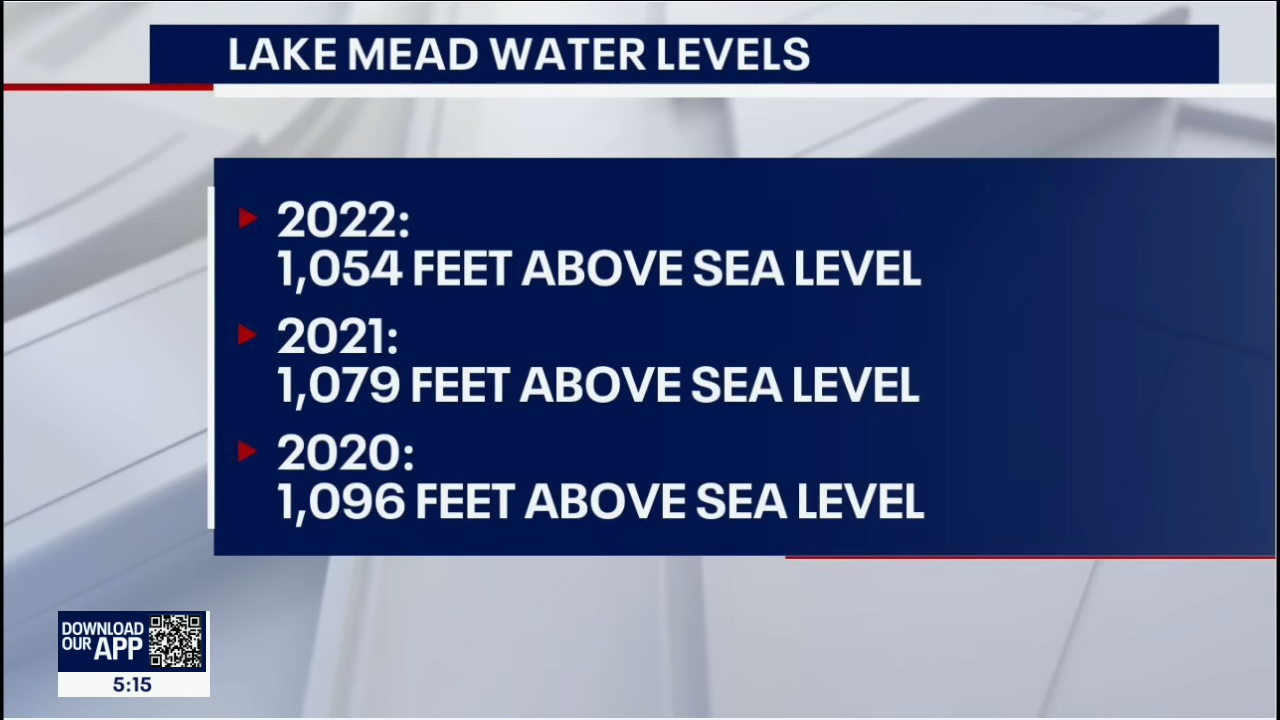 LAKE MEAD WATER LEVELS
2022:
1,054 FEET ABOVE SEA LEVEL
2021:
1,079 FEET ABOVE SEA LEVEL
2020:
1,096 FEET ABOVE SEA LEVEL
DOWNLOAD
OUR APP
5:15